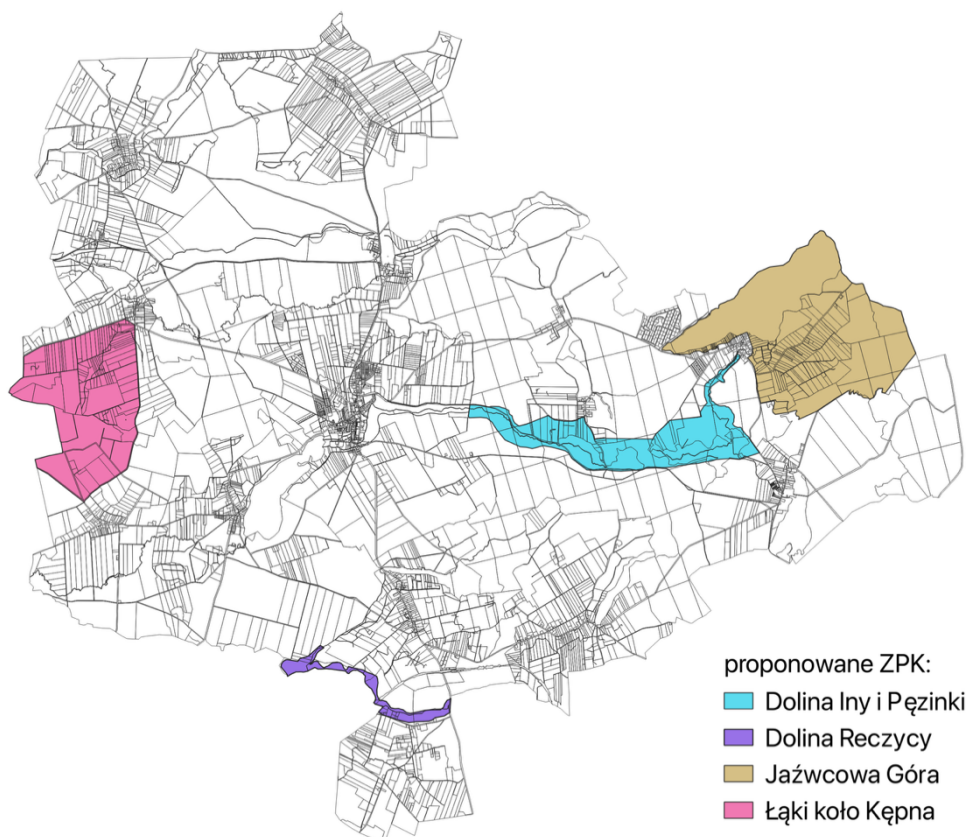 proponowane ZPK:
Dolina Iny i Pęzinki
Dolina Reczycy
Jaźwcowa Góra
Łąki koło Kępna